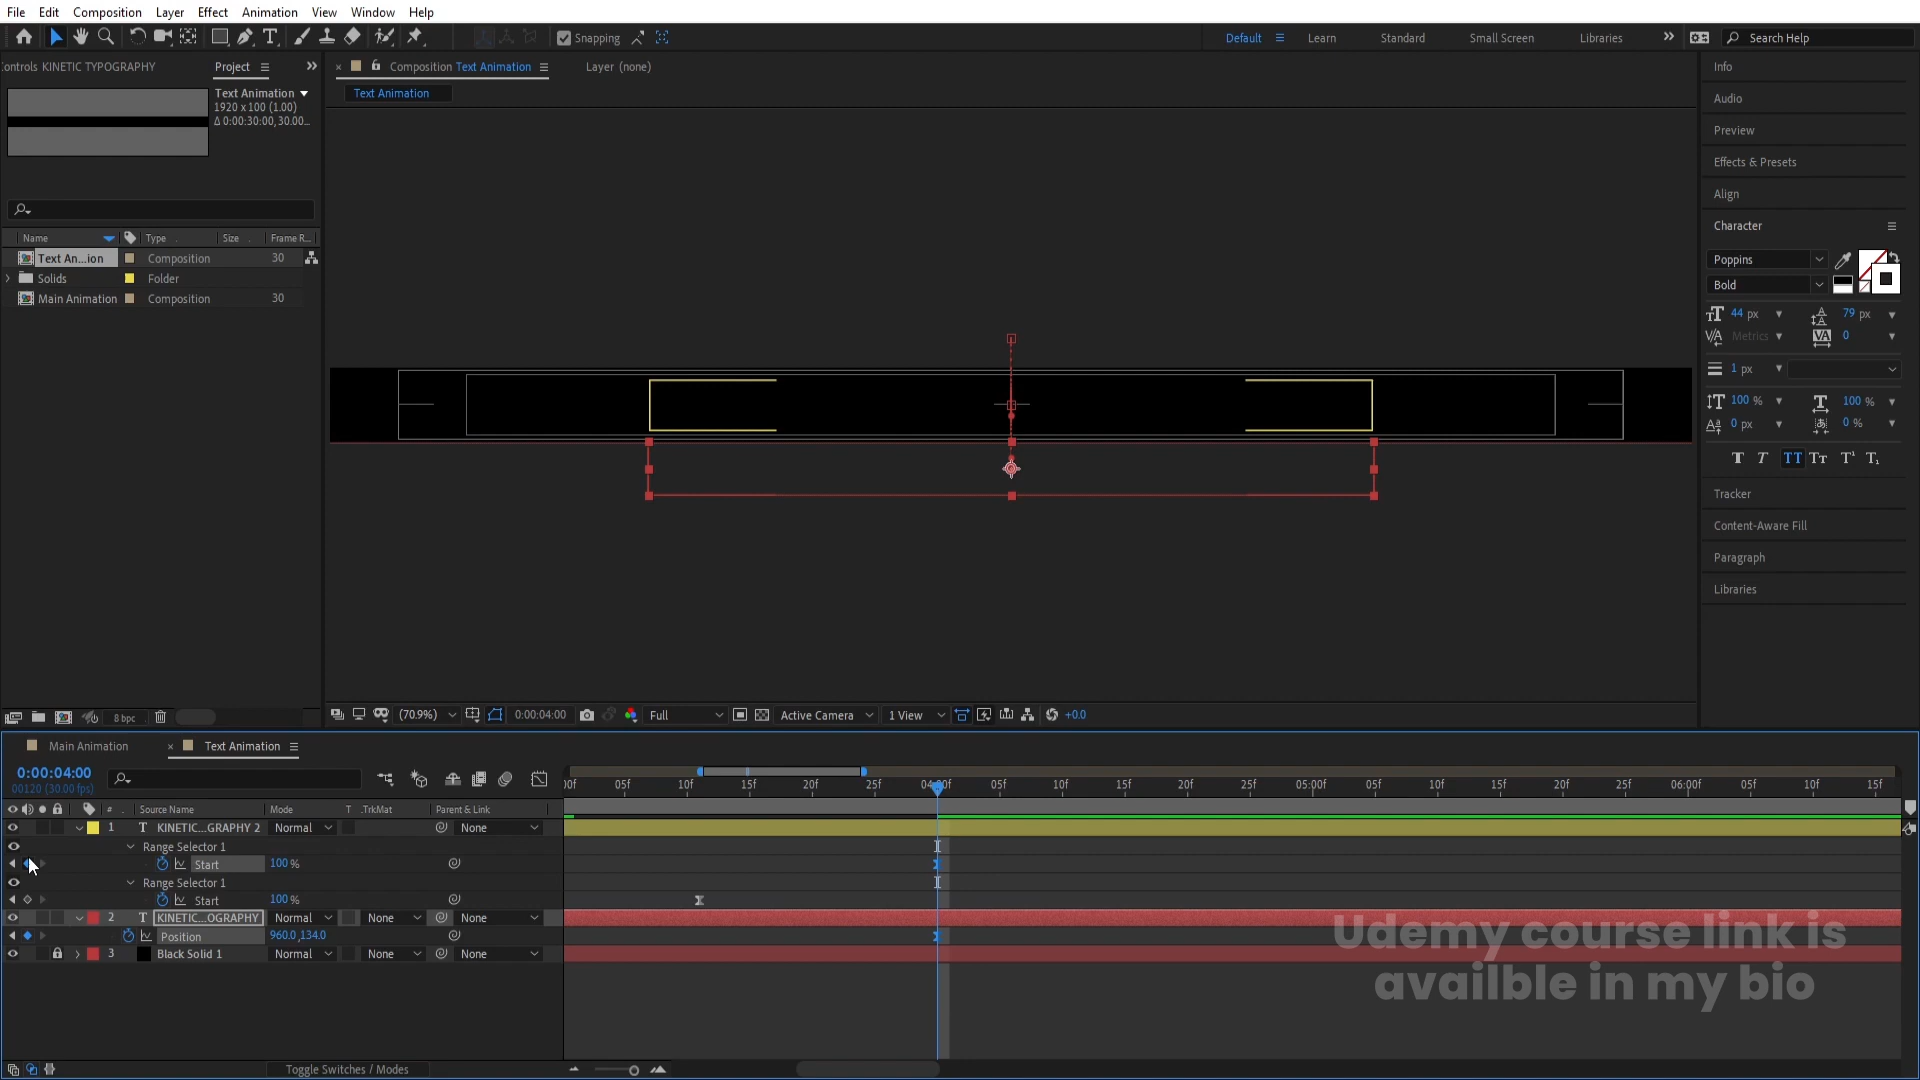 File Edit Composition Layer Effect Animation View Window Help
Snapping
Default Learn Standard Small Screen Libraries Search Help
ontrols KINETIC TYPOGRAPHY Project
Composition Text Animation Layer (none)
Text Animation
Text Animation
1920 x 100 (1.00)
Δ 0:00:30:00, 30.00...
Name Type Size Frame R...
Text An...ion Composition 30
Solids Folder
Main Animation Composition 30
8 bpc
(70.9%) 0:00:04:00 Full Active Camera 1 View +0.0
Info
Audio
Preview
Effects & Presets
Align
Character
Poppins
Bold
44 px 79 px
Metrics 0
1 px
100 % 100 %
0 px 0 %
Tracker
Content-Aware Fill
Paragraph
Libraries
Main Animation Text Animation
0:00:04:00
00120 (30.00 fps)
:00f 05f 10f 15f 20f 25f 04:00f 05f 10f 15f 20f 25f 05:00f 05f 10f 15f 20f 25f 06:00f 05f 10f 15f
# Source Name Mode T .TrkMat Parent & Link
1 T KINETIC...GRAPHY 2 Normal None
Range Selector 1
Start 100 %
Range Selector 1
Start 100 %
2 T KINETIC...OGRAPHY Normal None None
Position 960.0,134.0
3 Black Solid 1 Normal None None
Udemy course link is
availble in my bio
Toggle Switches / Modes